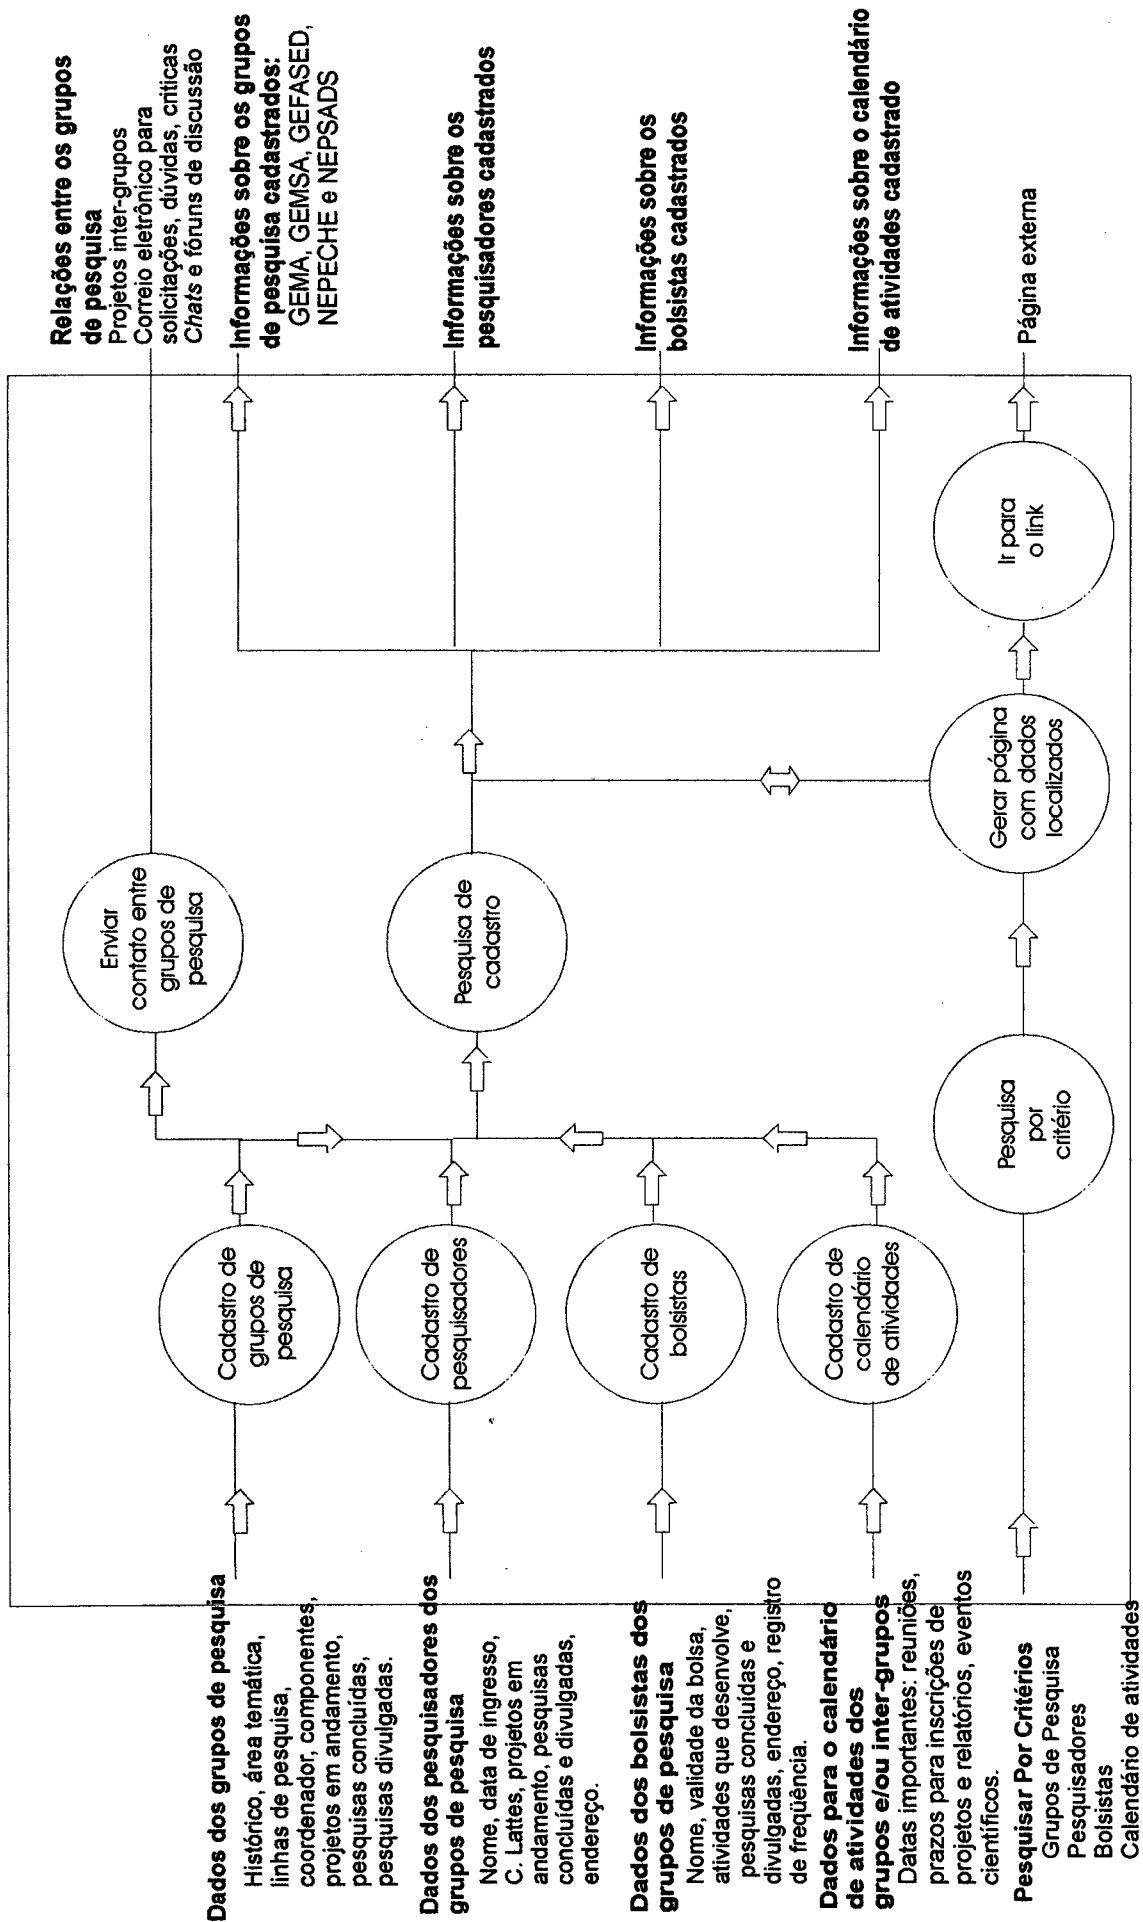 Dados dos grupos de pesquisa
Histórico, área temática,
linhas de pesquisa,
coordenador, componentes,
projetos em andamento,
pesquisas concluídas,
pesquisas divulgadas.
Dados dos pesquisadores dos
grupos de pesquisa
Nome, data de ingresso,
C. Lattes, projetos em
andamento, pesquisas
concluídas e divulgadas,
endereço.
Dados dos bolsistas dos
grupos de pesquisa
Nome, validade da bolsa,
atividades que desenvolve,
pesquisas concluídas e
divulgadas, endereço, registro
de freqüência.
Dados para o calendário
de atividades dos
grupos e/ou inter-grupos
Datas importantes: reuniões,
prazos para inscrições de
projetos e relatórios, eventos
científicos.
Pesquisar Por Critérios
Grupos de Pesquisa
Pesquisadores
Bolsistas
Calendário de atividades
Cadastro de
grupos de
pesquisa
Cadastro de
pesquisadores
Cadastro de
bolsistas
Cadastro de
calendário
de atividades
Pesquisa
por
critério
Enviar
contato entre
grupos de
pesquisa
Pesquisa de
cadastro
Gerar página
com dados
localizados
Ir para
o link
Relações entre os grupos
de pesquisa
Projetos inter-grupos
Correio eletrônico para
solicitações, dúvidas, criticas
Chats e fóruns de discussão
Informações sobre os grupos
de pesquisa cadastrados:
GEMA, GEMSA, GEFASED,
NEPECHE e NEPSADS
Informações sobre os
pesquisadores cadastrados
Informações sobre os
bolsistas cadastrados
Informações sobre o calendário
de atividades cadastrado
Página externa